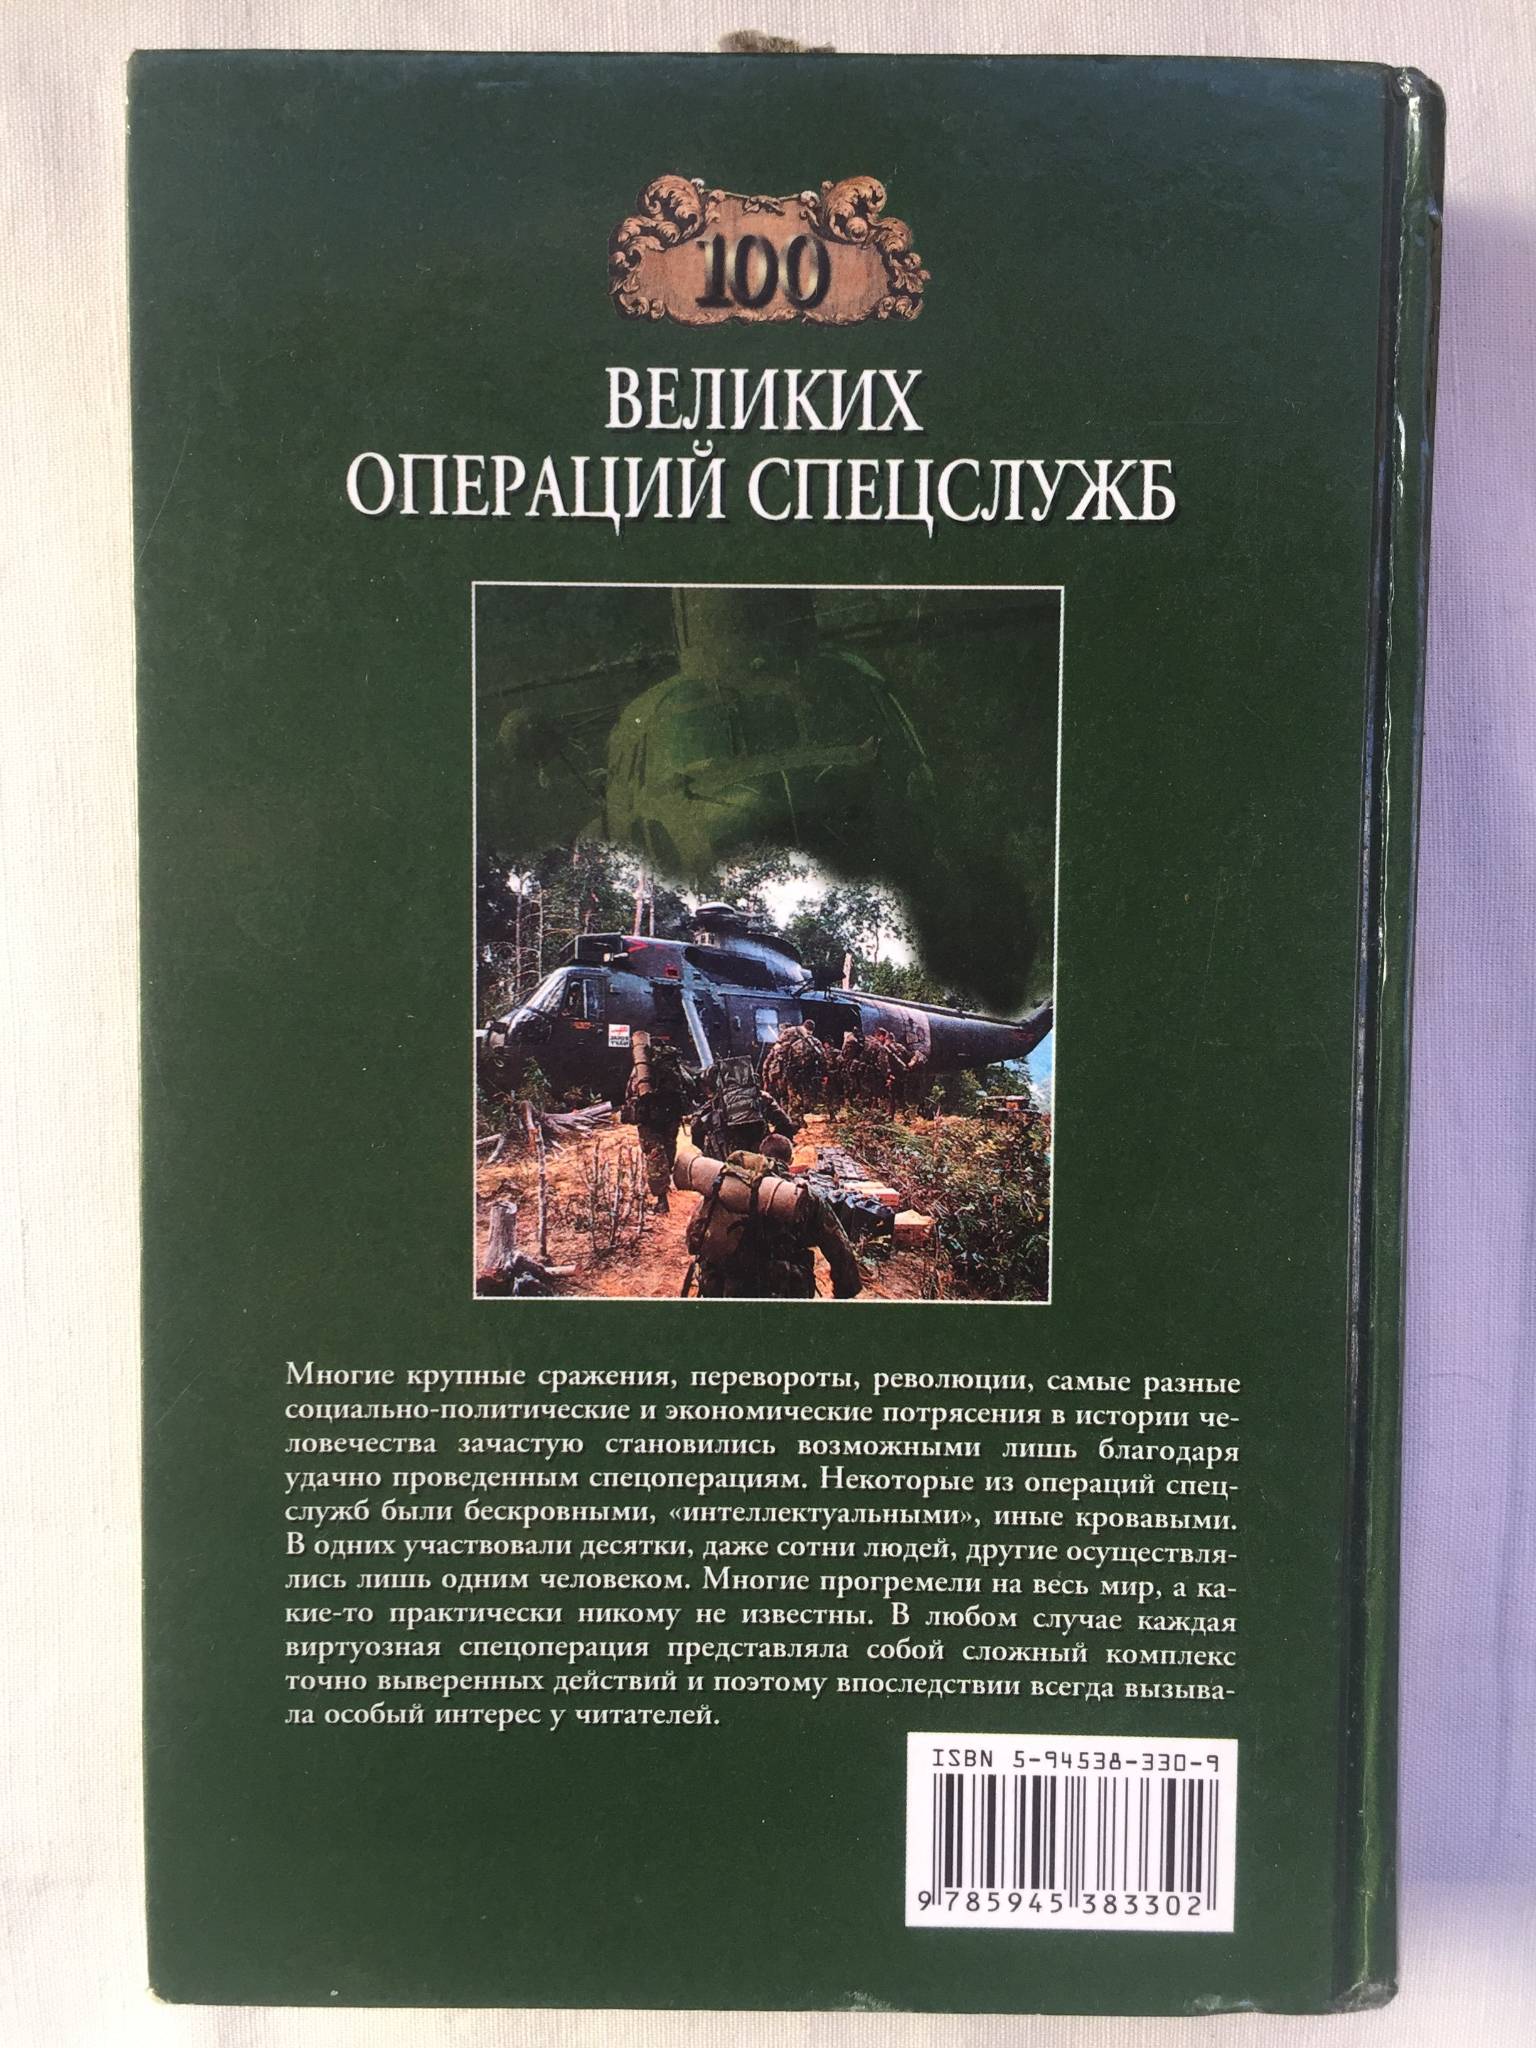 100
ВЕЛИКИХ
ОПЕРАЦИЙ СПЕЦСЛУЖБ
Многие крупные сражения, перевороты, революции, самые разные
социально-политические и экономические потрясения в истории че-
ловечества зачастую становились возможными лишь благодаря
удачно проведенным спецоперациям. Некоторые из операций спец-
служб были бескровными, «интеллектуальными», иные кровавыми.
В одних участвовали десятки, даже сотни людей, другие осуществля-
лись лишь одним человеком. Многие прогремели на весь мир, а ка-
кие-то практически никому не известны. В любом случае каждая
виртуозная спецоперация представляла собой сложный комплекс
точно выверенных действий и поэтому впоследствии всегда вызыва-
ла особый интерес у читателей.
ISBN 5-94538-330-9
9 785945 383302